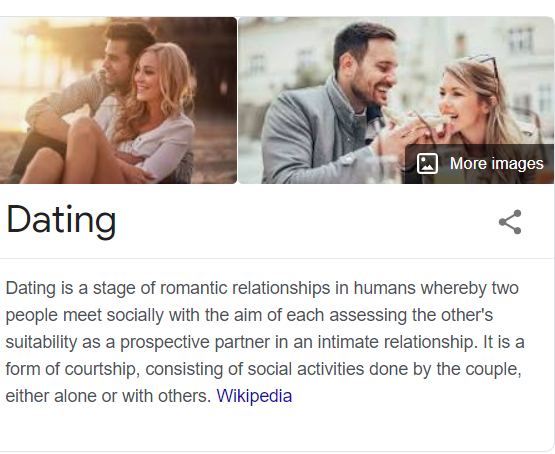 More images
Dating
Dating is a stage of romantic relationships in humans whereby two
people meet socially with the aim of each assessing the other's
suitability as a prospective partner in an intimate relationship. It is a
form of courtship, consisting of social activities done by the couple,
either alone or with others. Wikipedia